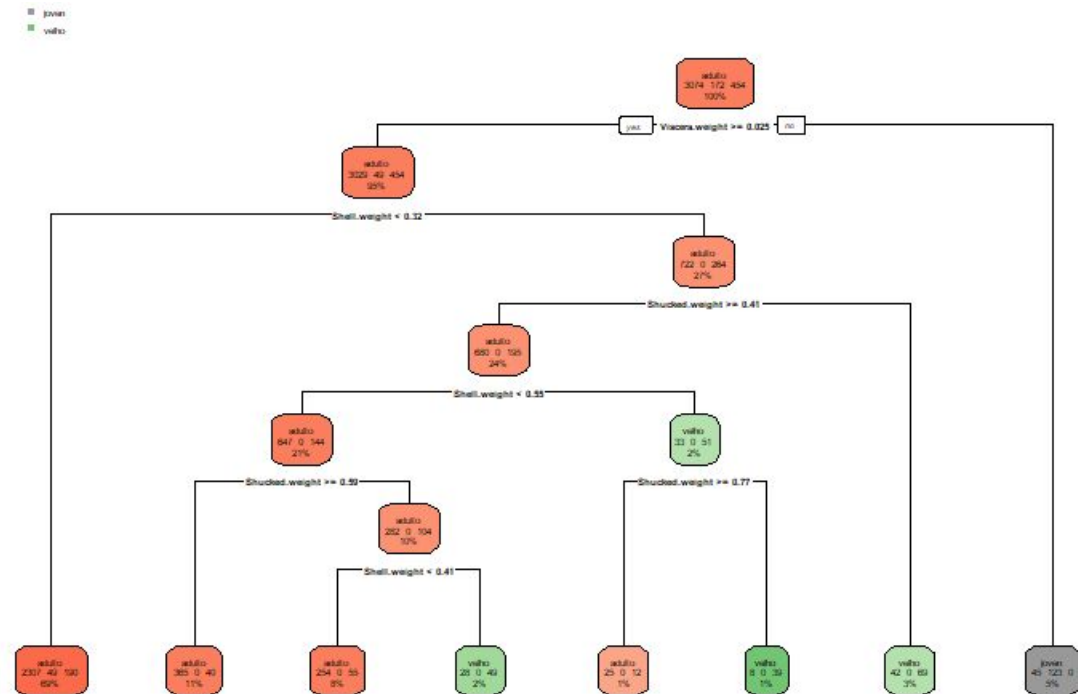 joven
velho
adulto
3074 172 454
100%
yes Viscera.weight >= 0.025 no
adulto
3029 49 454
95%
Shell.weight < 0.32
adulto
722 0 264
27%
Shucked.weight >= 0.41
adulto
680 0 195
24%
Shell.weight < 0.55
adulto
647 0 144
21%
velho
33 0 51
2%
Shucked.weight >= 0.59
Shucked.weight >= 0.77
adulto
282 0 104
10%
Shell.weight < 0.41
adulto
2307 49 190
69%
adulto
365 0 40
11%
adulto
254 0 55
8%
velho
28 0 49
2%
adulto
25 0 12
1%
velho
8 0 39
1%
velho
42 0 69
3%
joven
45 123 0
5%